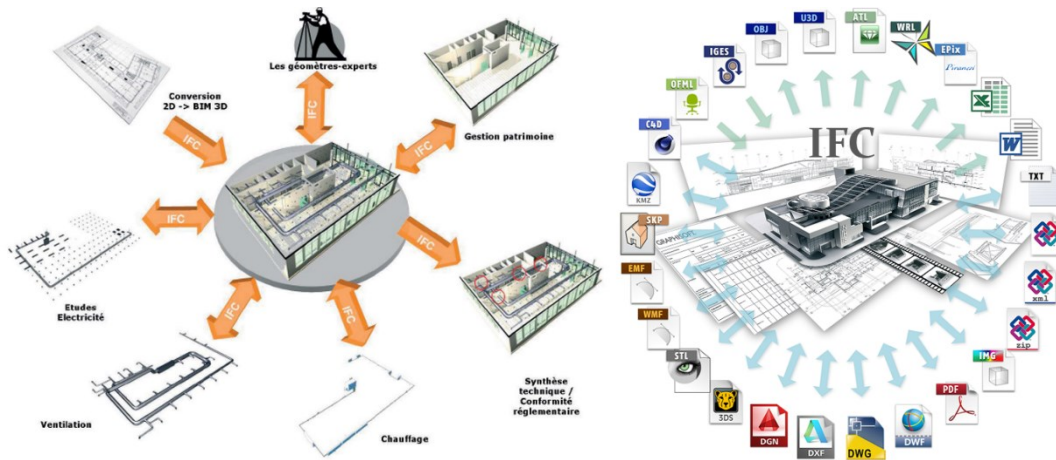 Les géomètres-experts
Conversion
2D -> BIM 3D
IFC
IFC
IFC
Gestion patrimoine
IFC
IFC
Etudes
Electricité
IFC
IFC
Ventilation
Chauffage
Synthèse
technique /
Conformité
réglementaire
IFC
U3D
ATL
OBJ
WRL
IGES
EPix
Piranesi
OFML
C4D
KMZ
SKP
EMF
WMF
STL
3DS
DGN
DXF
DWG
DWF
PDF
IMG
zip
xml
TXT
W
X
GRAPHISOFT